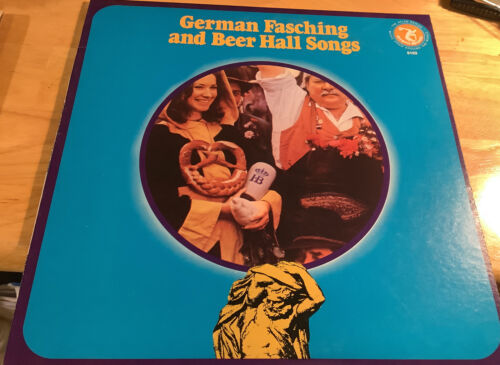 German Fasching
and Beer Hall Songs
HB